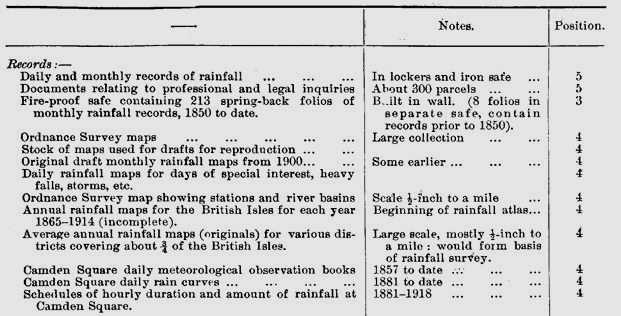 — Notes. Position.
Records :—
Daily and monthly records of rainfall ... ... ... In lockers and iron safe ... 5
Documents relating to professional and legal inquiries About 300 parcels ... ... 5
Fire-proof safe containing 213 spring-back folios of B..ilt in wall. (8 folios in 3
monthly rainfall records, 1850 to date. separate safe, contain
records prior to 1850).
Ordnance Survey maps ... ... ... ... ... Large collection ... ... 4
Stock of maps used for drafts for reproduction ... ... 4
Original draft monthly rainfall maps from 1900... ... Some earlier ... ... ... 4
Daily rainfall maps for days of special interest, heavy 4
falls, storms, etc.
Ordnance Survey map showing stations and river basins Scale ½-inch to a mile ... 4
Annual rainfall maps for the British Isles for each year Beginning of rainfall atlas... 4
1865–1914 (incomplete).
Average annual rainfall maps (originals) for various dis- Large scale, mostly ½-inch to 4
tricts covering about ¾ of the British Isles. a mile : would form basis
of rainfall survey.
Camden Square daily meteorological observation books 1857 to date ... ... ... 4
Camden Square daily rain curves ... ... ... ... 1881 to date ... ... ... 4
Schedules of hourly duration and amount of rainfall at 1881–1918 ... ... ... 4
Camden Square.